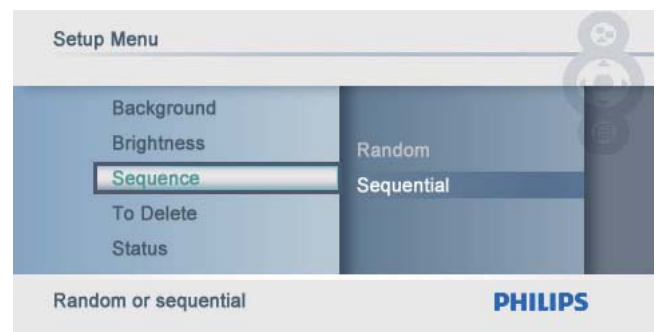 Setup Menu
Background
Brightness
Sequence
To Delete
Status
Random
Sequential
Random or sequential
PHILIPS